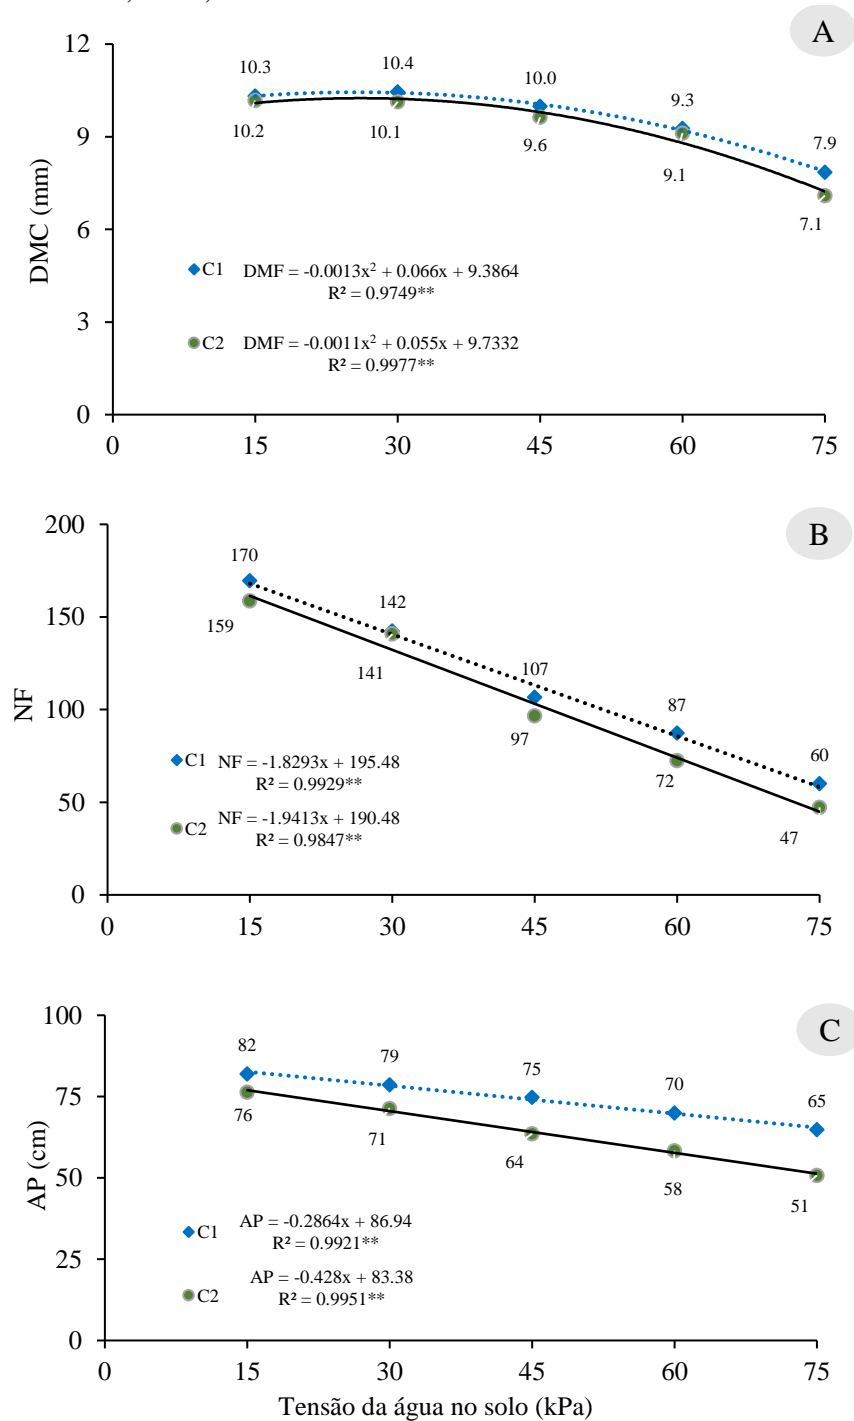 A
12
10.3
10.4
10.0
9.3
7.9
9
10.2
10.1
9.6
9.1
7.1
DMC (mm)
6
C1 DMF = -0.0013x² + 0.066x + 9.3864
R² = 0.9749**
3
C2 DMF = -0.0011x² + 0.055x + 9.7332
R² = 0.9977**
0
0 15 30 45 60 75
B
200
170
142
107
87
60
150
159
141
97
72
47
NF
100
C1 NF = -1.8293x + 195.48
R² = 0.9929**
50
C2 NF = -1.9413x + 190.48
R² = 0.9847**
0
0 15 30 45 60 75
C
100
82
79
75
70
65
75
76
71
64
58
51
AP (cm)
50
C1 AP = -0.2864x + 86.94
R² = 0.9921**
25
C2 AP = -0.428x + 83.38
R² = 0.9951**
0
0 15 30 45 60 75
Tensão da água no solo (kPa)